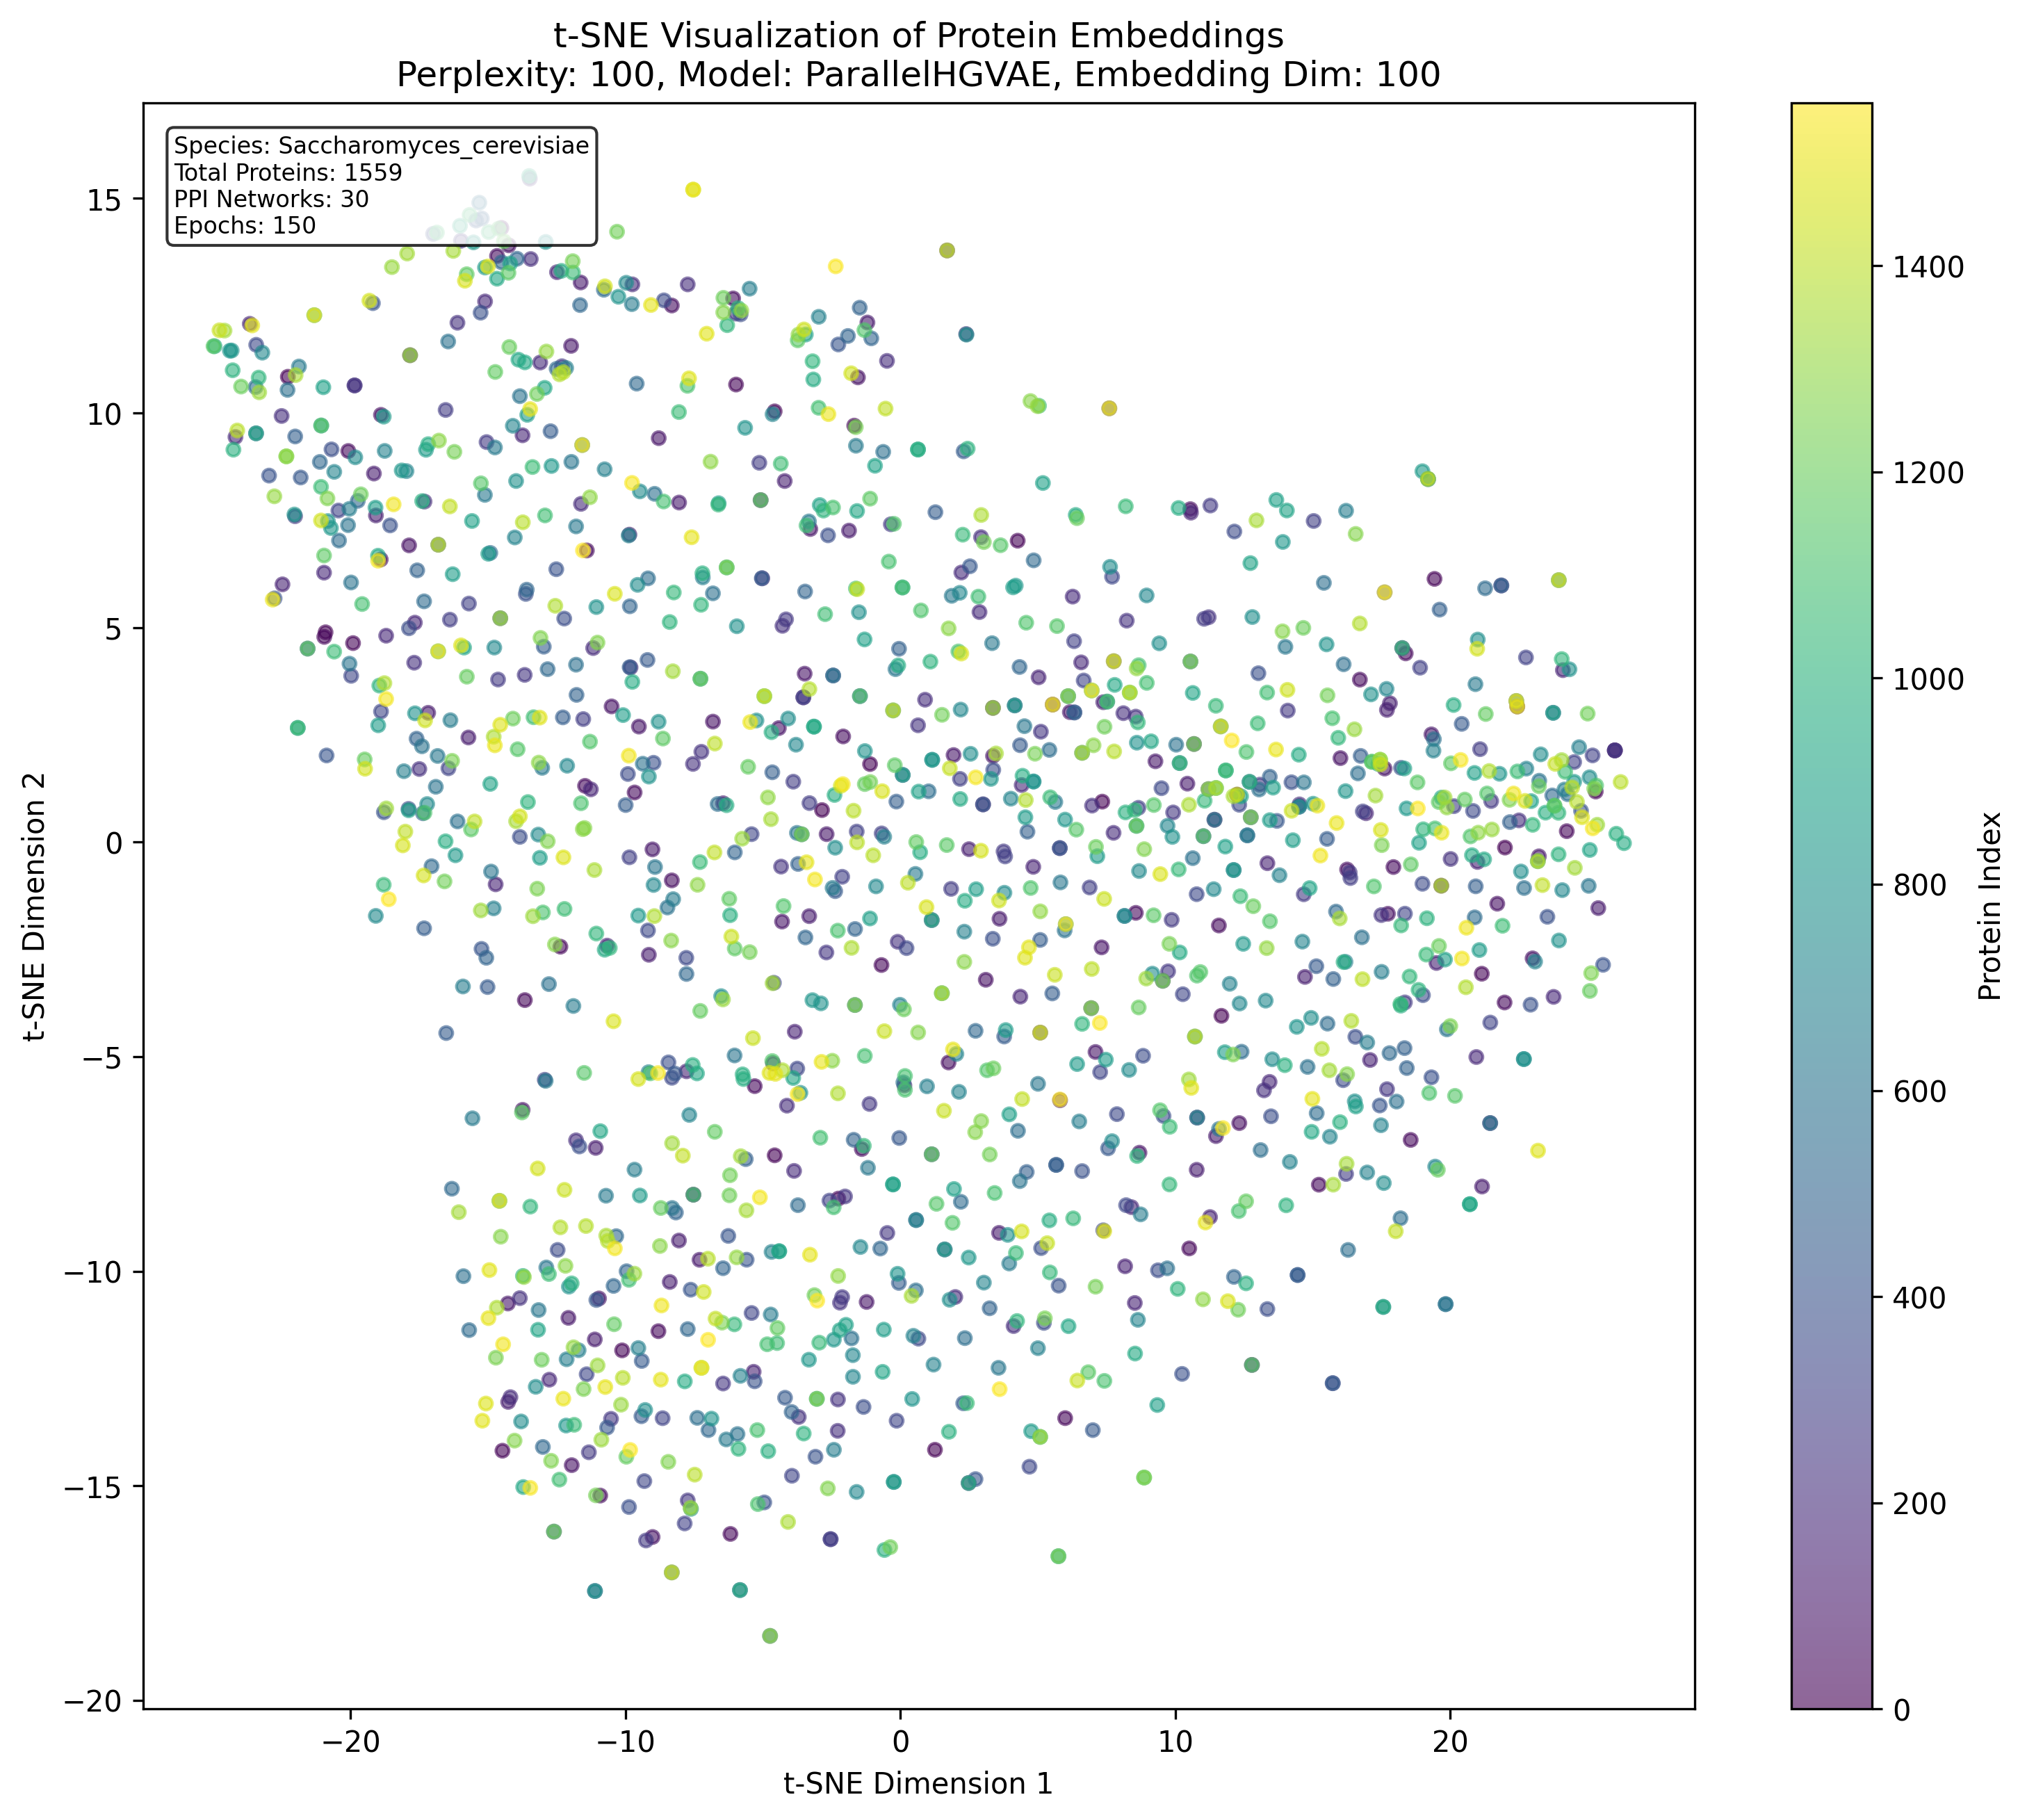 t-SNE Visualization of Protein Embeddings
Perplexity: 100, Model: ParallelHGVAE, Embedding Dim: 100
Species: Saccharomyces_cerevisiae
Total Proteins: 1559
PPI Networks: 30
Epochs: 150
15
10
5
0
−5
−10
−15
−20
t-SNE Dimension 2
−20
−10
0
10
20
t-SNE Dimension 1
1400
1200
1000
800
600
400
200
0
Protein Index